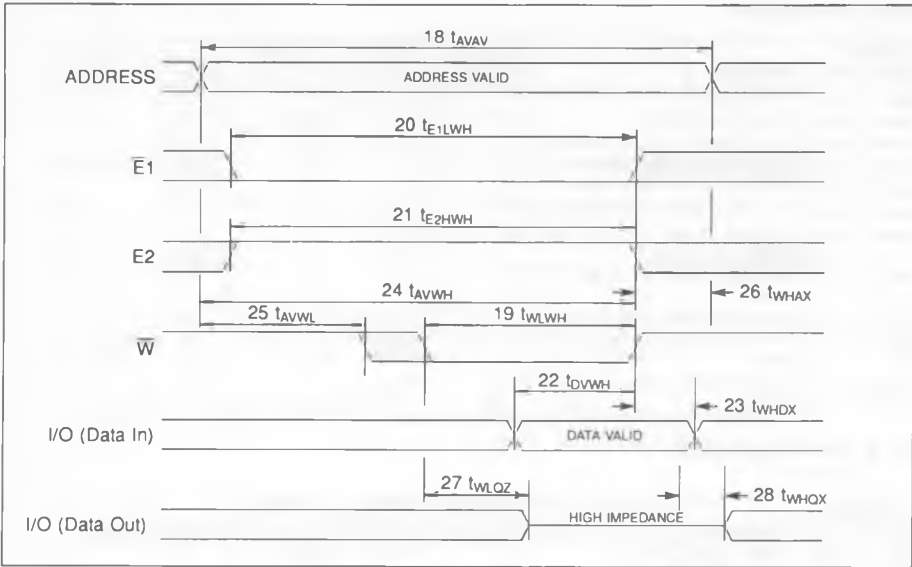 18 tAVAV
ADDRESS
ADDRESS VALID
20 tE1LWH
E̅1
21 tE2HWH
E2
24 tAVWH
26 tWHAX
25 tAVWL
19 tWLWH
W̅
22 tDVWH
23 tWHDX
I/O (Data In)
DATA VALID
27 tWLQZ
28 tWHQX
I/O (Data Out)
HIGH IMPEDANCE